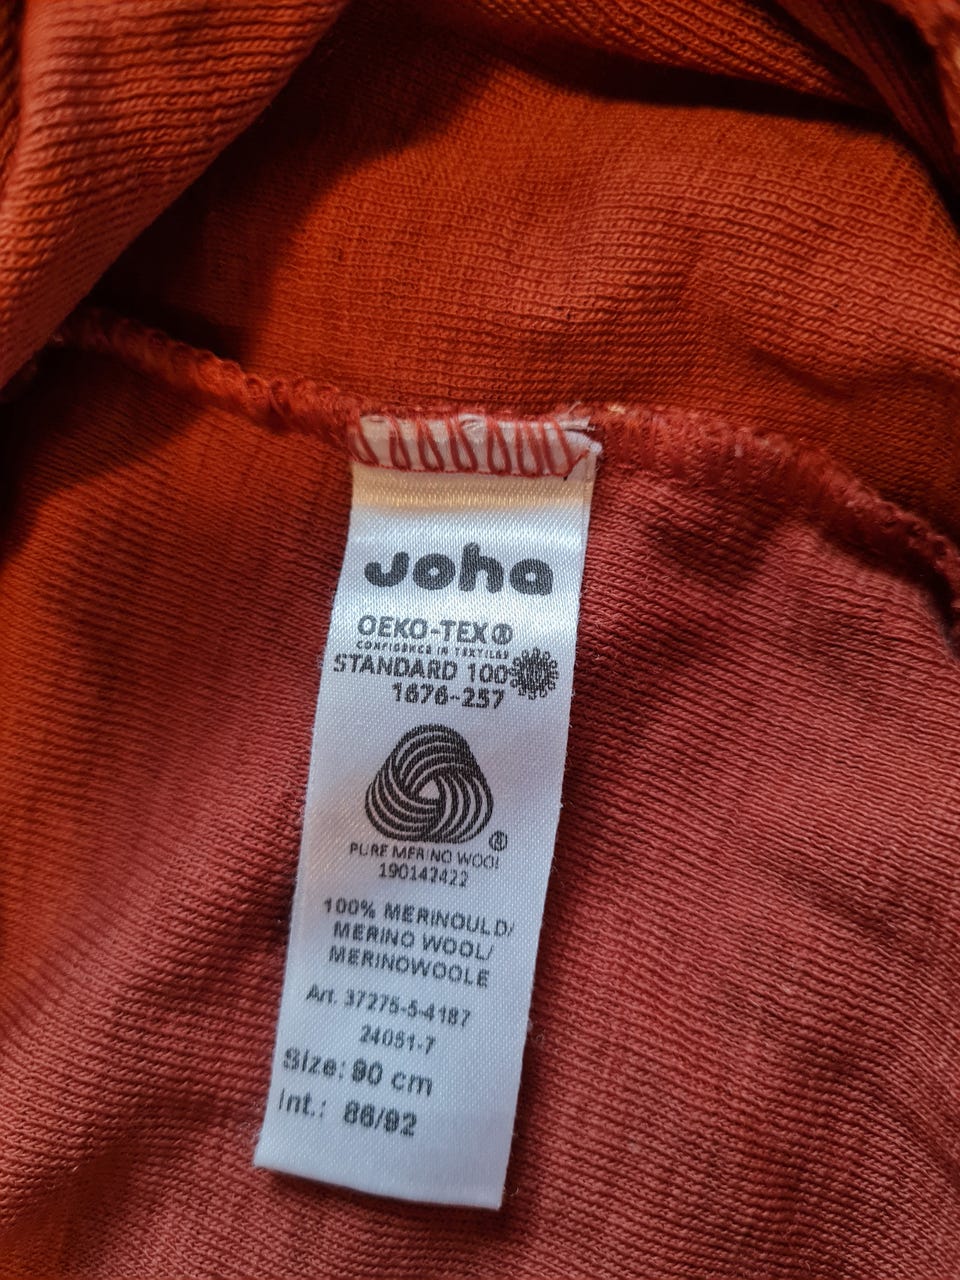 Joha
OEKO-TEX®
CONFIDENCE IN TEXTILES
STANDARD 100
1676-257
®
PURE MERINO WOOL
190142422
100% MERINOULD/
MERINO WOOL/
MERINOWOOLE
Art. 37275-5-4187
24051-7
Size: 90 cm
Int.: 86/92